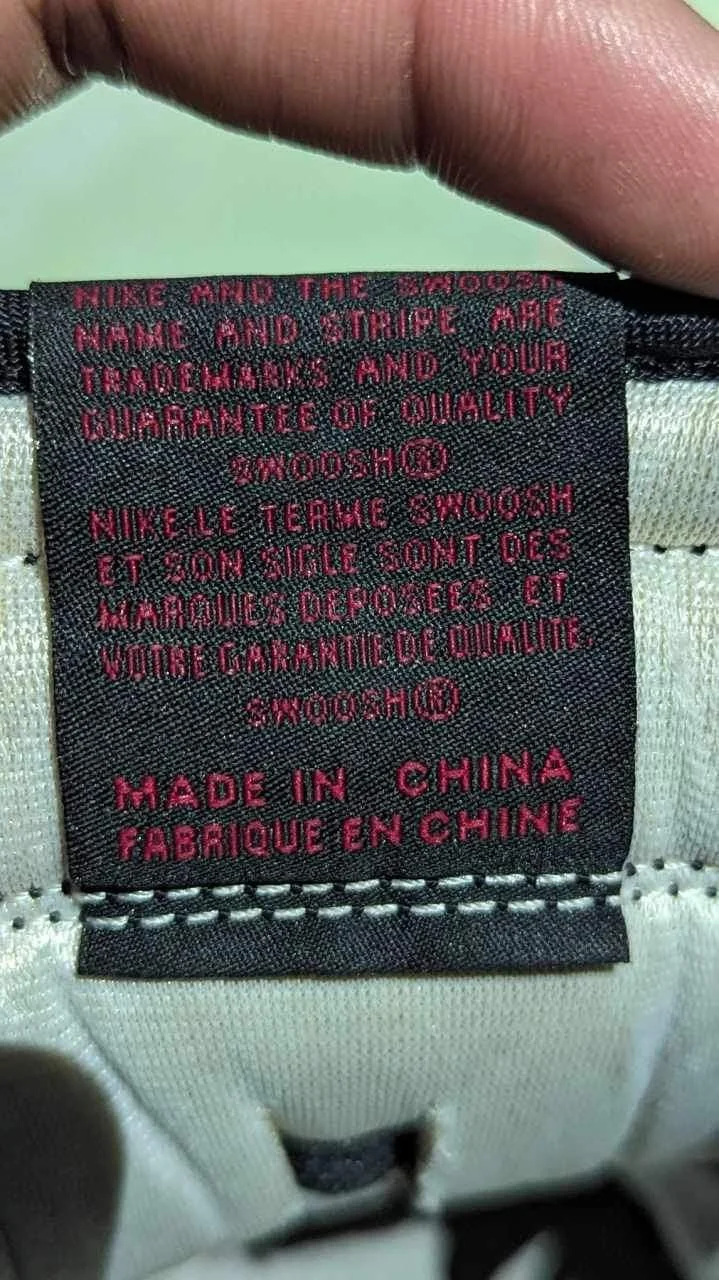 NIKE AND THE SWOOSH
NAME AND STRIPE ARE
TRADEMARKS AND YOUR
GUARANTEE OF QUALITY
SWOOSH®
NIKE.LE TERME SWOOSH
ET SON SIGLE SONT DES
MARQUES DEPOSEES ET
VOTRE GARANTIE DE QUALITE.
SWOOSH®
MADE IN CHINA
FABRIQUE EN CHINE